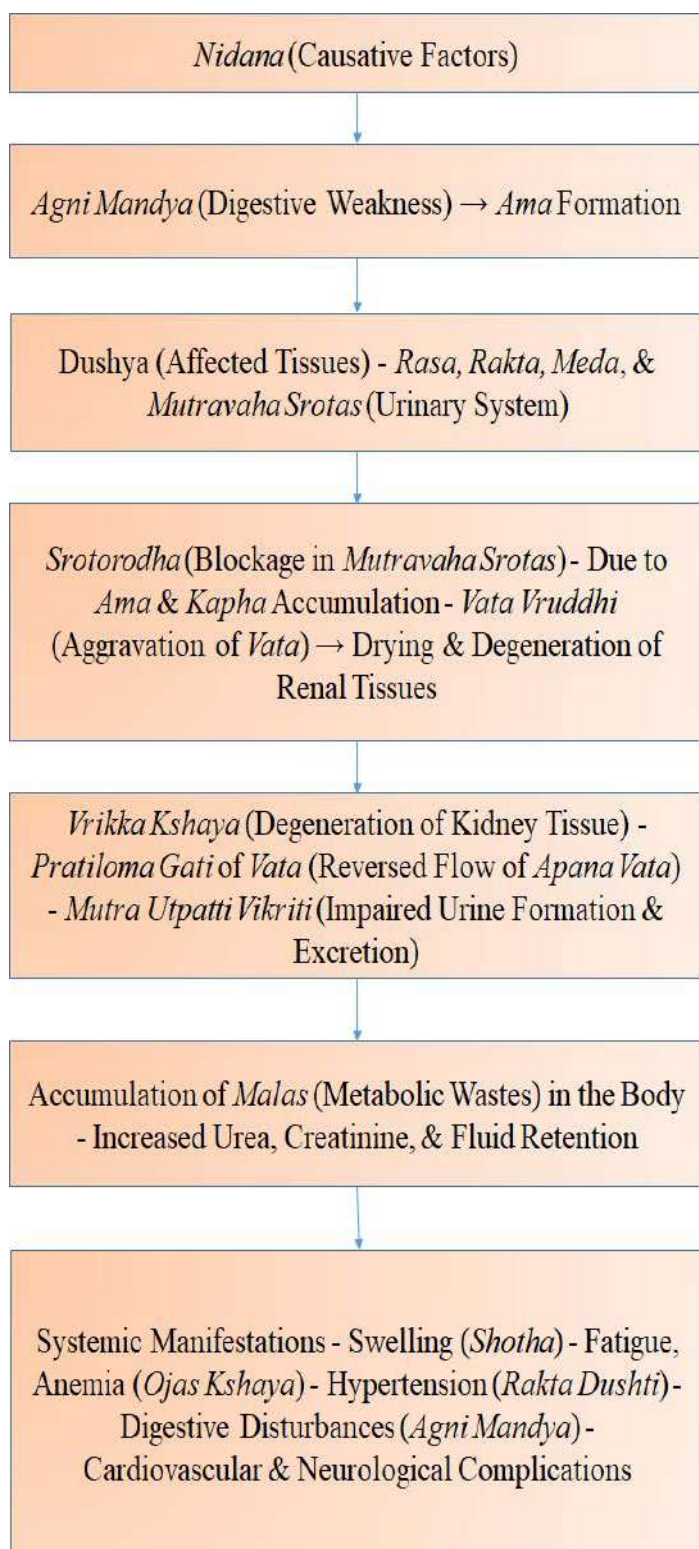 Nidana (Causative Factors)
Agni Mandya (Digestive Weakness) → Ama Formation
Dushya (Affected Tissues) - Rasa, Rakta, Meda, &
Mutravaha Srotas (Urinary System)
Srotorodha (Blockage in Mutravaha Srotas) - Due to
Ama & Kapha Accumulation - Vata Vruddhi
(Aggravation of Vata) → Drying & Degeneration of
Renal Tissues
Vrikka Kshaya (Degeneration of Kidney Tissue) -
Pratiloma Gati of Vata (Reversed Flow of Apana Vata)
- Mutra Utpatti Vikriti (Impaired Urine Formation &
Excretion)
Accumulation of Malas (Metabolic Wastes) in the Body
- Increased Urea, Creatinine, & Fluid Retention
Systemic Manifestations - Swelling (Shotha) - Fatigue,
Anemia (Ojas Kshaya) - Hypertension (Rakta Dushti) -
Digestive Disturbances (Agni Mandya) -
Cardiovascular & Neurological Complications